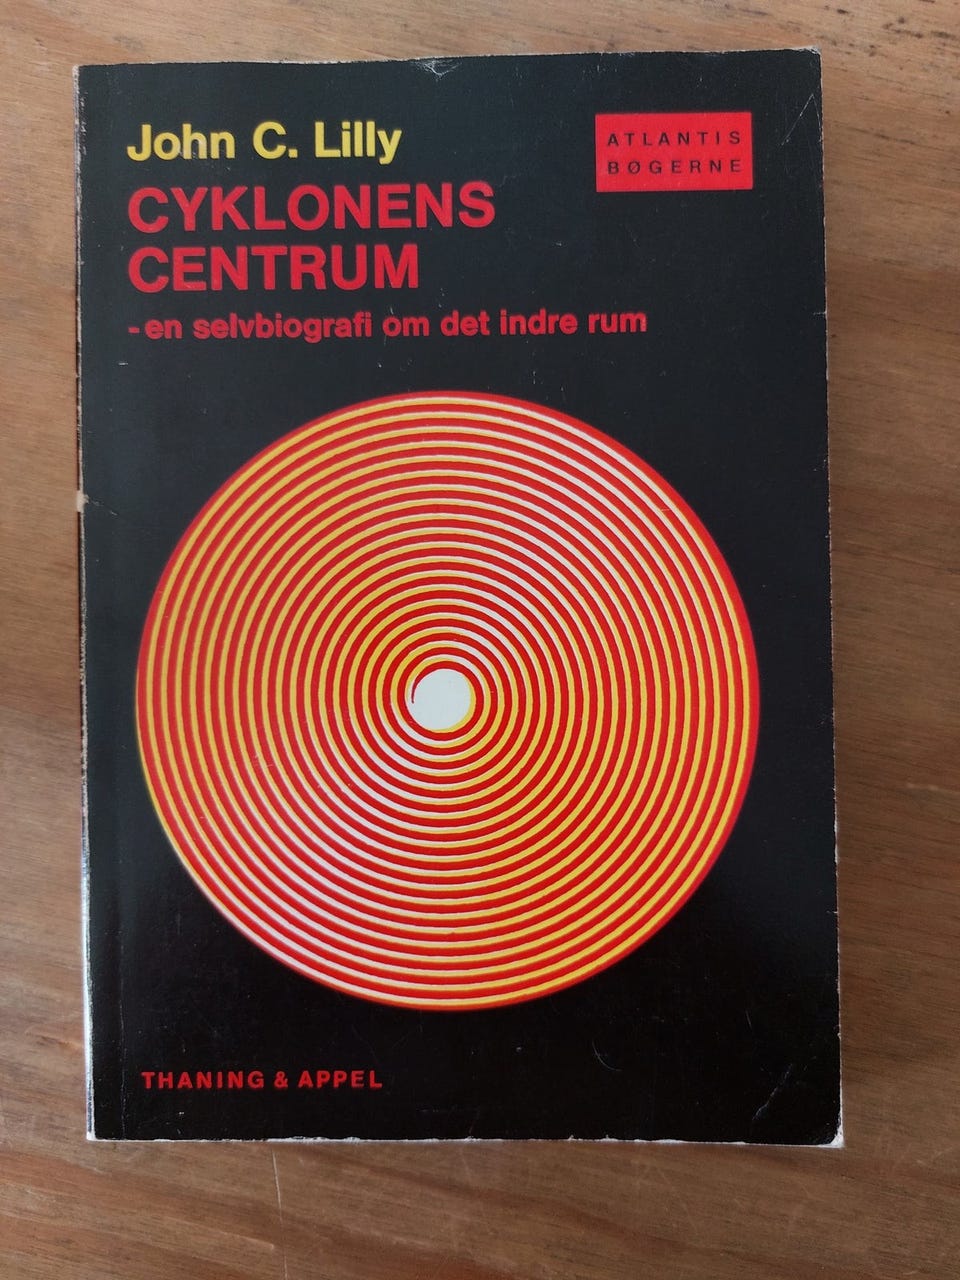 John C. Lilly
CYKLONENS
CENTRUM
- en selvbiografi om det indre rum
ATLANTIS
BØGERNE
THANING & APPEL